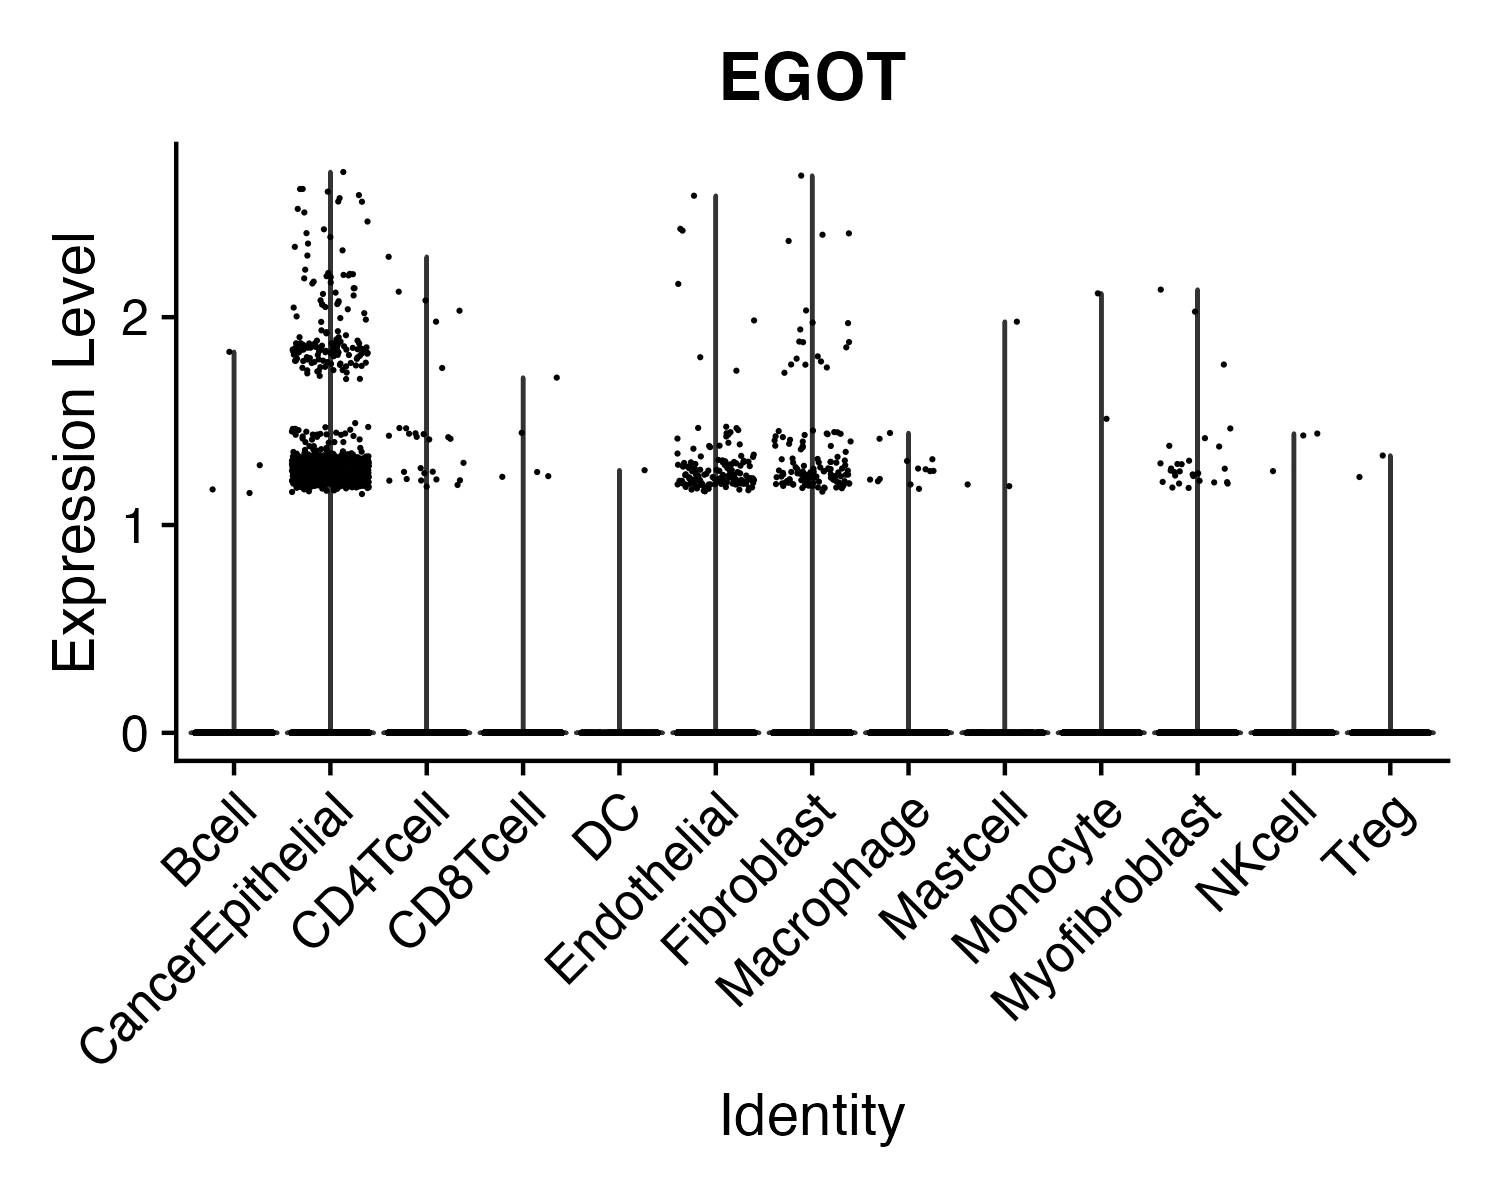 EGOT
Expression Level
2
1
0
Bcell
CancerEpithelial
CD4Tcell
CD8Tcell
DC
Endothelial
Fibroblast
Macrophage
Mastcell
Monocyte
Myofibroblast
NKcell
Treg
Identity